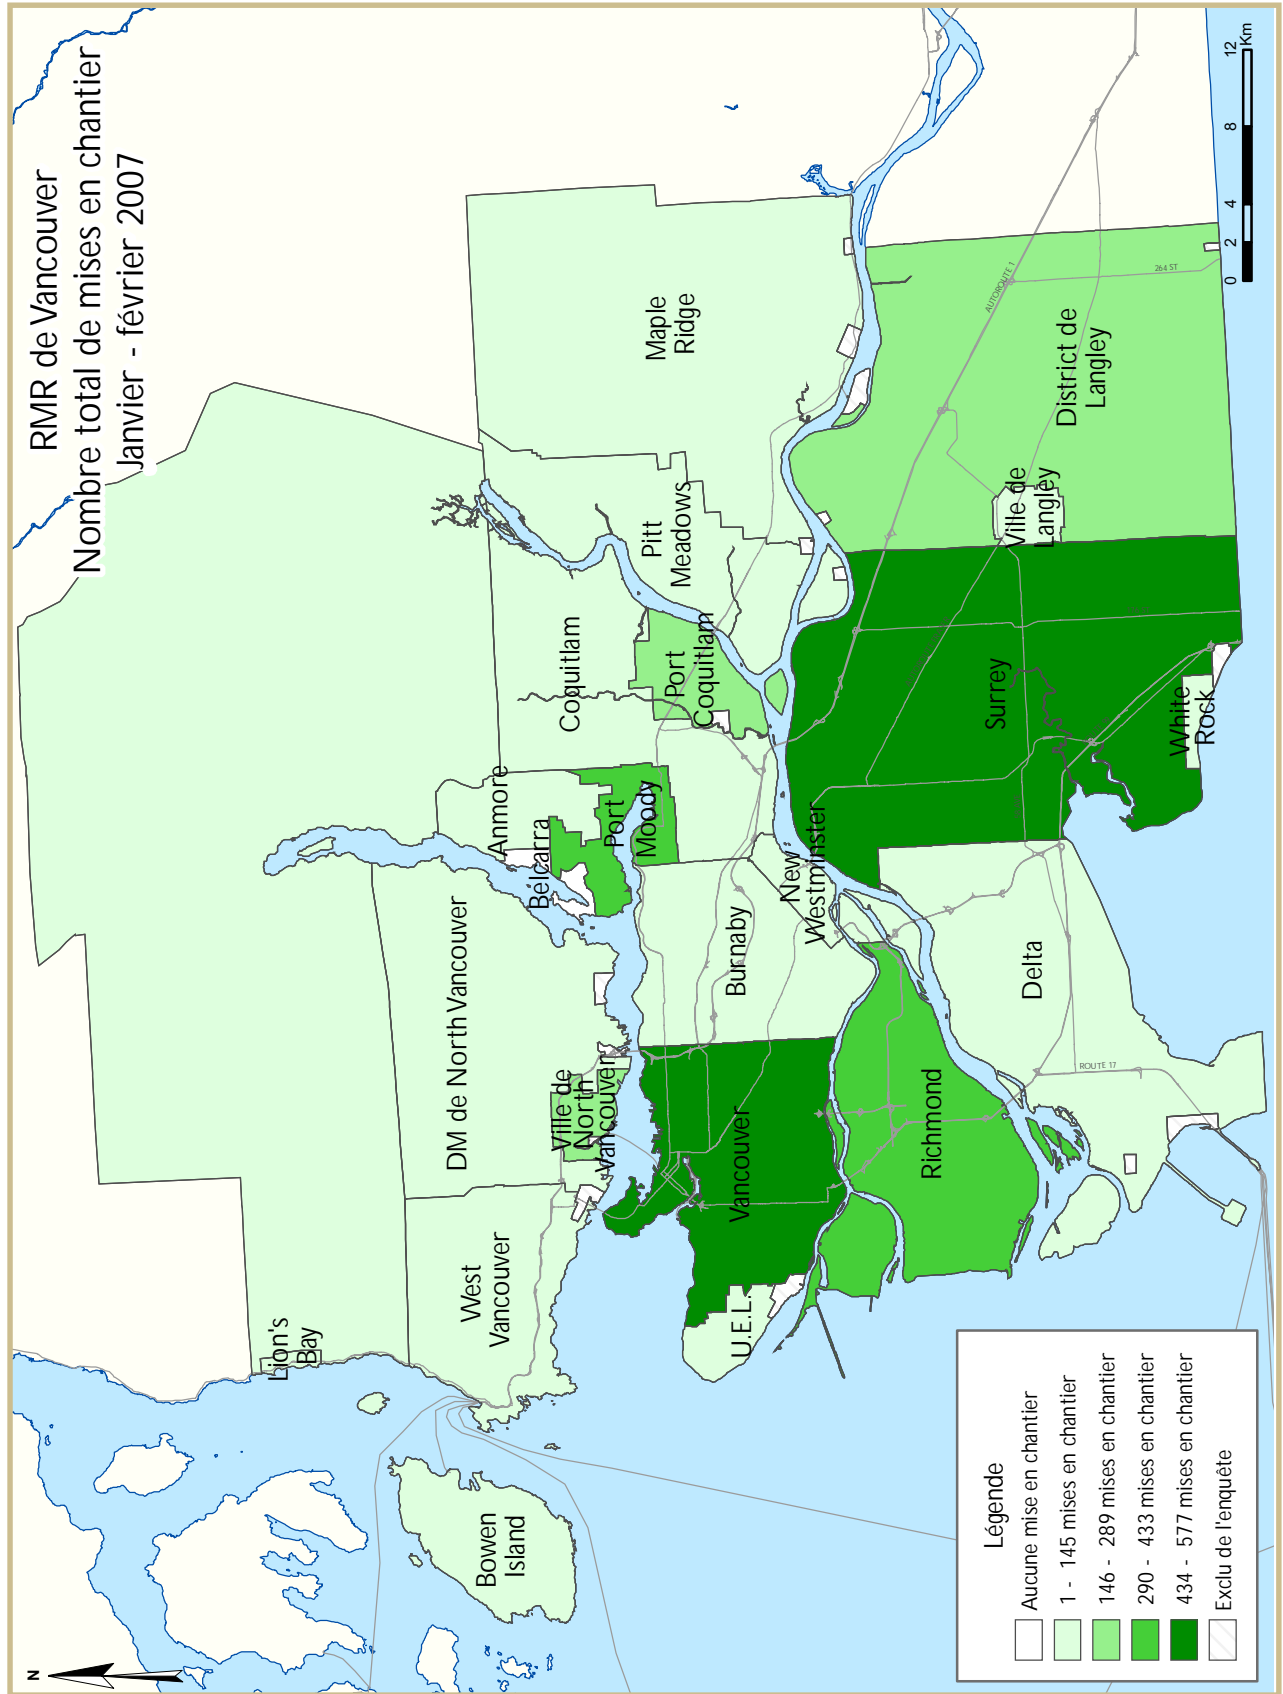 RMR de Vancouver
Nombre total de mises en chantier
Janvier - février 2007
N
Lion's
Bay
Bowen
Island
West
Vancouver
DM de North Vancouver
Ville de
North
Vancouver
Anmore
Belcarra
Port
Moody
Coquitlam
Port
Coquitlam
Pitt
Meadows
Maple
Ridge
U.E.L.
Vancouver
Burnaby
New
Westminster
Richmond
Delta
Surrey
White
Rock
Ville de
Langley
District de
Langley
AUTOROUTE 1
264 ST
ROUTE 17
Légende
Aucune mise en chantier
1 - 145 mises en chantier
146 - 289 mises en chantier
290 - 433 mises en chantier
434 - 577 mises en chantier
Exclu de l'enquête
0 2 4 8 12
Km